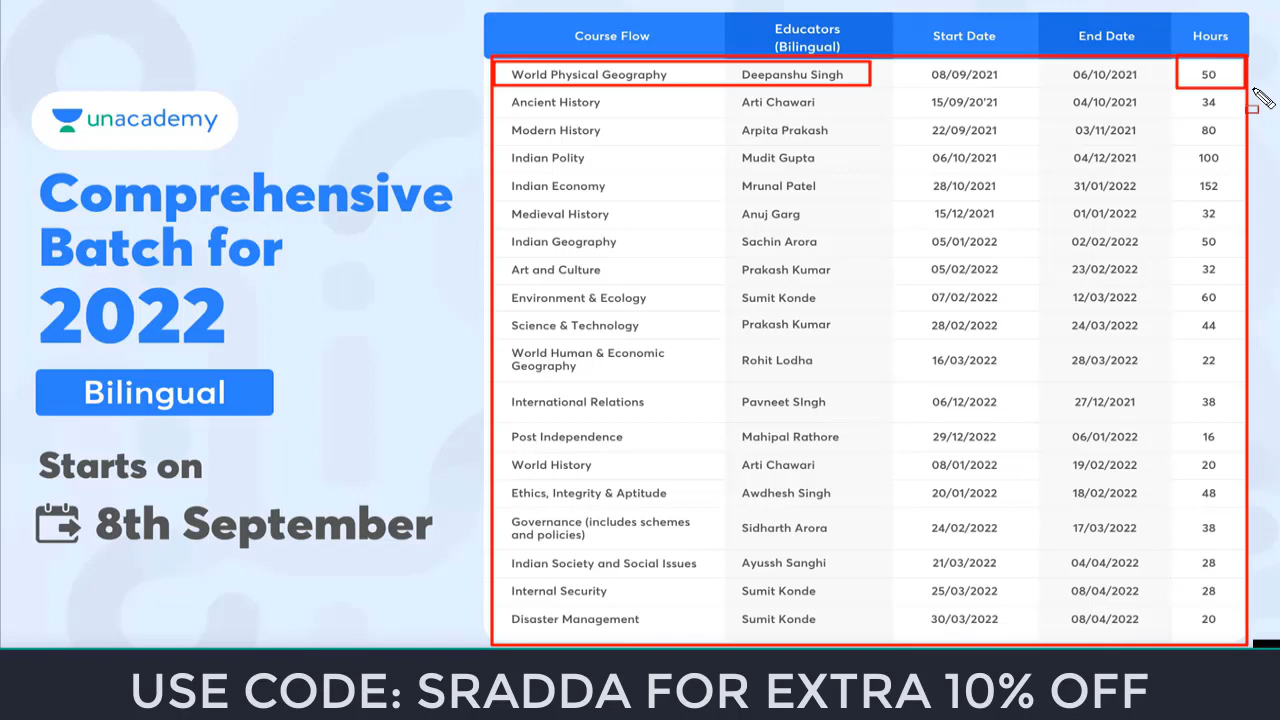 unacademy
Comprehensive
Batch for
2022
Bilingual
Starts on
8th September
Course Flow Educators (Bilingual) Start Date End Date Hours
World Physical Geography Deepanshu Singh 08/09/2021 06/10/2021 50
Ancient History Arti Chawari 15/09/20'21 04/10/2021 34
Modern History Arpita Prakash 22/09/2021 03/11/2021 80
Indian Polity Mudit Gupta 06/10/2021 04/12/2021 100
Indian Economy Mrunal Patel 28/10/2021 31/01/2022 152
Medieval History Anuj Garg 15/12/2021 01/01/2022 32
Indian Geography Sachin Arora 05/01/2022 02/02/2022 50
Art and Culture Prakash Kumar 05/02/2022 23/02/2022 32
Environment & Ecology Sumit Konde 07/02/2022 12/03/2022 60
Science & Technology Prakash Kumar 28/02/2022 24/03/2022 44
World Human & Economic Geography Rohit Lodha 16/03/2022 28/03/2022 22
International Relations Pavneet SIngh 06/12/2022 27/12/2021 38
Post Independence Mahipal Rathore 29/12/2022 06/01/2022 16
World History Arti Chawari 08/01/2022 19/02/2022 20
Ethics, Integrity & Aptitude Awdhesh Singh 20/01/2022 18/02/2022 48
Governance (includes schemes and policies) Sidharth Arora 24/02/2022 17/03/2022 38
Indian Society and Social Issues Ayussh Sanghi 21/03/2022 04/04/2022 28
Internal Security Sumit Konde 25/03/2022 08/04/2022 28
Disaster Management Sumit Konde 30/03/2022 08/04/2022 20
USE CODE: SRADDA FOR EXTRA 10% OFF